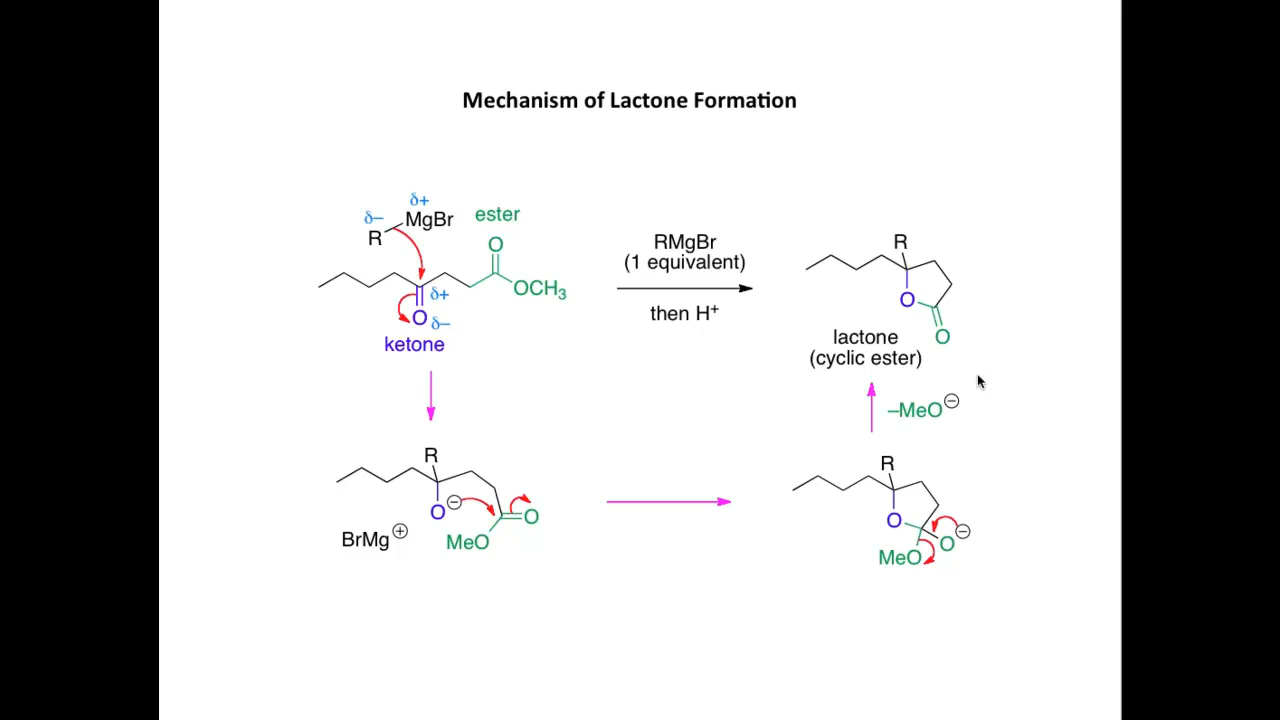 Mechanism of Lactone Formation
δ+
δ−
MgBr
R
ester
O
OCH₃
δ+
O
δ−
ketone
RMgBr
(1 equivalent)
then H⁺
R
O
O
lactone
(cyclic ester)
–MeO⊖
R
O
⊖
O
MeO
BrMg⊕
R
O
⊖
O
MeO